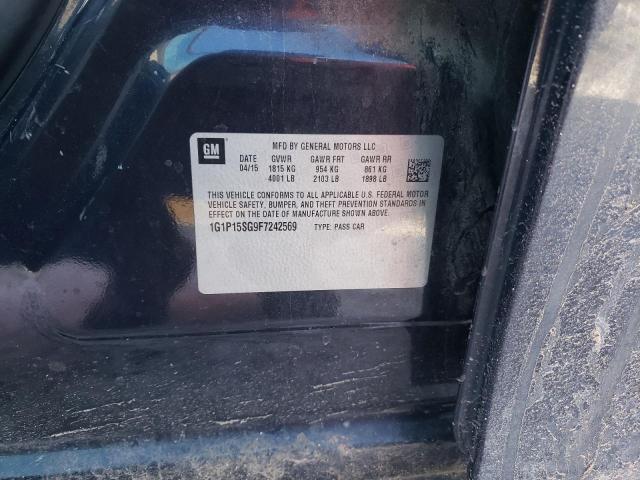 GM
MFD BY GENERAL MOTORS LLC
DATE GVWR GAWR FRT GAWR RR
04/15 1815 KG 954 KG 861 KG
4001 LB 2103 LB 1898 LB
THIS VEHICLE CONFORMS TO ALL APPLICABLE U.S. FEDERAL MOTOR
VEHICLE SAFETY, BUMPER, AND THEFT PREVENTION STANDARDS IN
EFFECT ON THE DATE OF MANUFACTURE SHOWN ABOVE.
1G1P15SG9F7242569 TYPE: PASS CAR